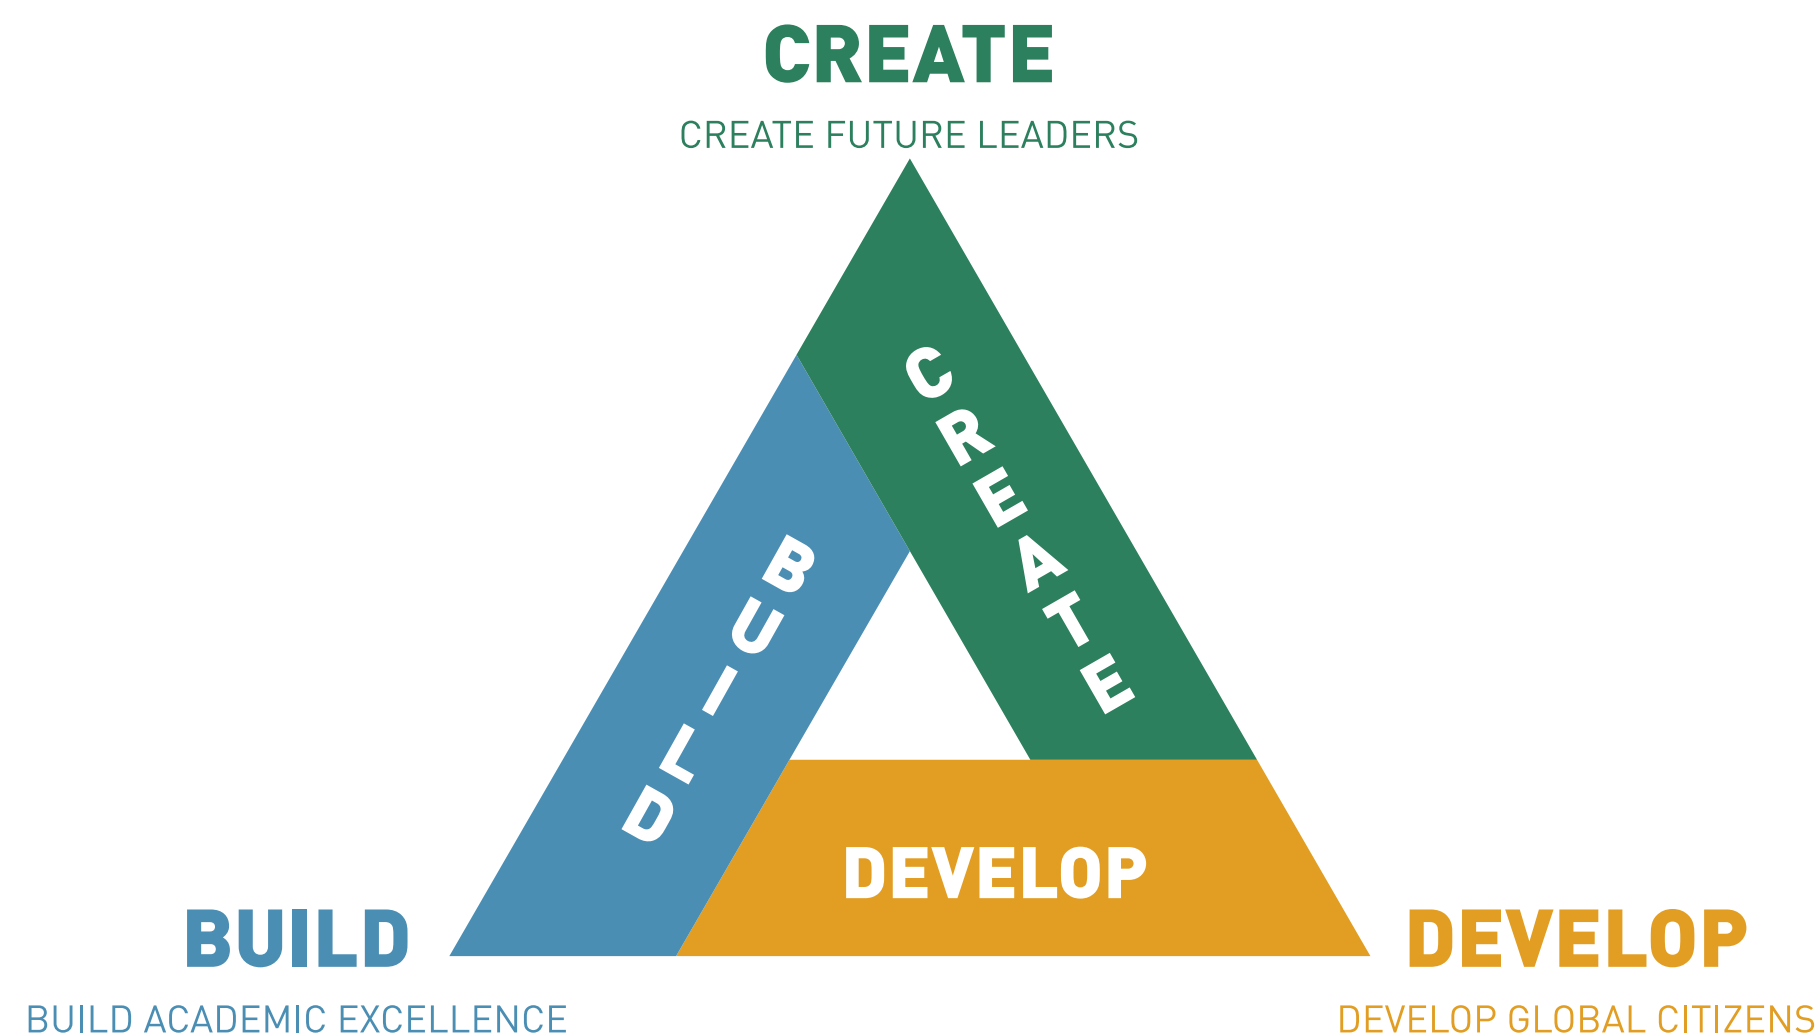 CREATE
CREATE FUTURE LEADERS
CREATE
BUILD
DEVELOP
BUILD
BUILD ACADEMIC EXCELLENCE
DEVELOP
DEVELOP GLOBAL CITIZENS